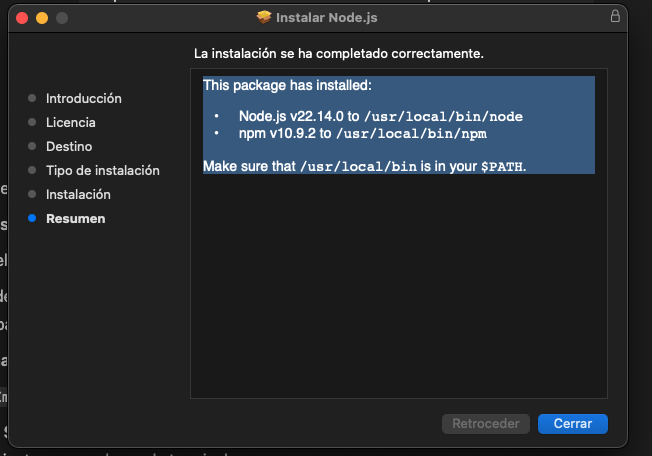 Instalar Node.js
La instalación se ha completado correctamente.
Introducción
Licencia
Destino
Tipo de instalación
Instalación
Resumen
This package has installed:
• Node.js v22.14.0 to /usr/local/bin/node
• npm v10.9.2 to /usr/local/bin/npm
Make sure that /usr/local/bin is in your $PATH.
Retroceder
Cerrar